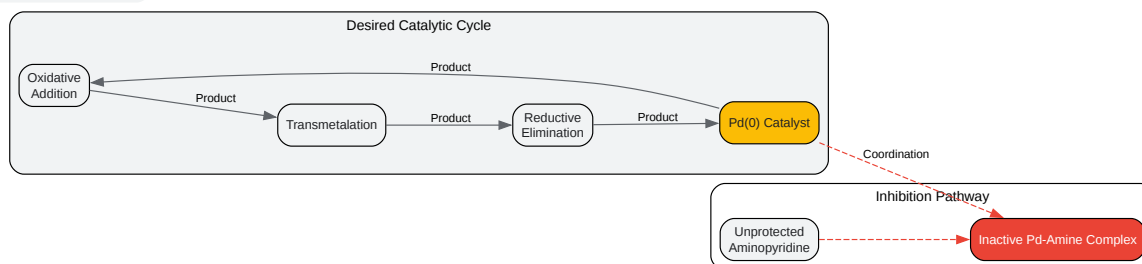 Desired Catalytic Cycle
Oxidative
Addition
Product
Product
Transmetalation
Product
Reductive
Elimination
Product
Pd(0) Catalyst
Coordination
Inhibition Pathway
Unprotected
Aminopyridine
Inactive Pd-Amine Complex